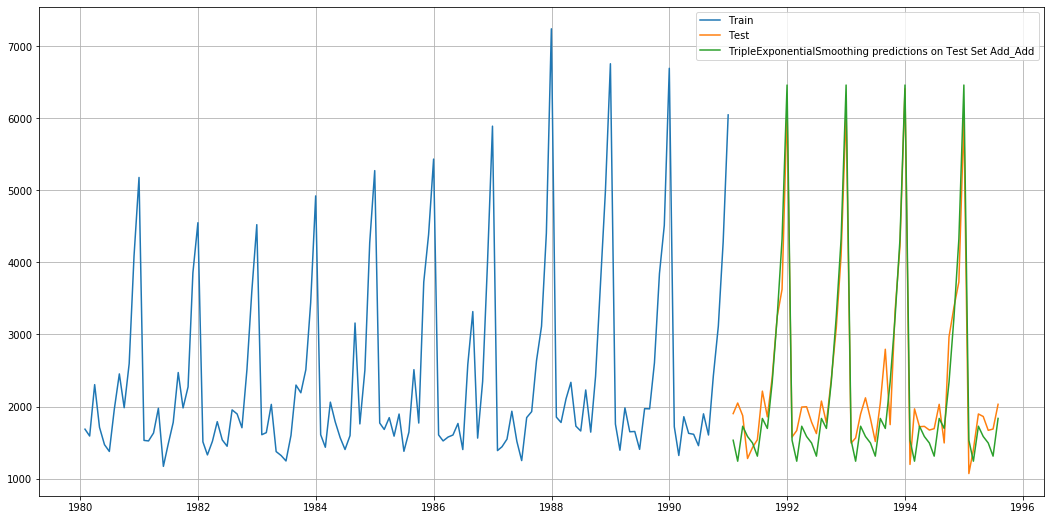 Train
Test
TripleExponentialSmoothing predictions on Test Set Add_Add
7000
6000
5000
4000
3000
2000
1000
1980 1982 1984 1986 1988 1990 1992 1994 1996